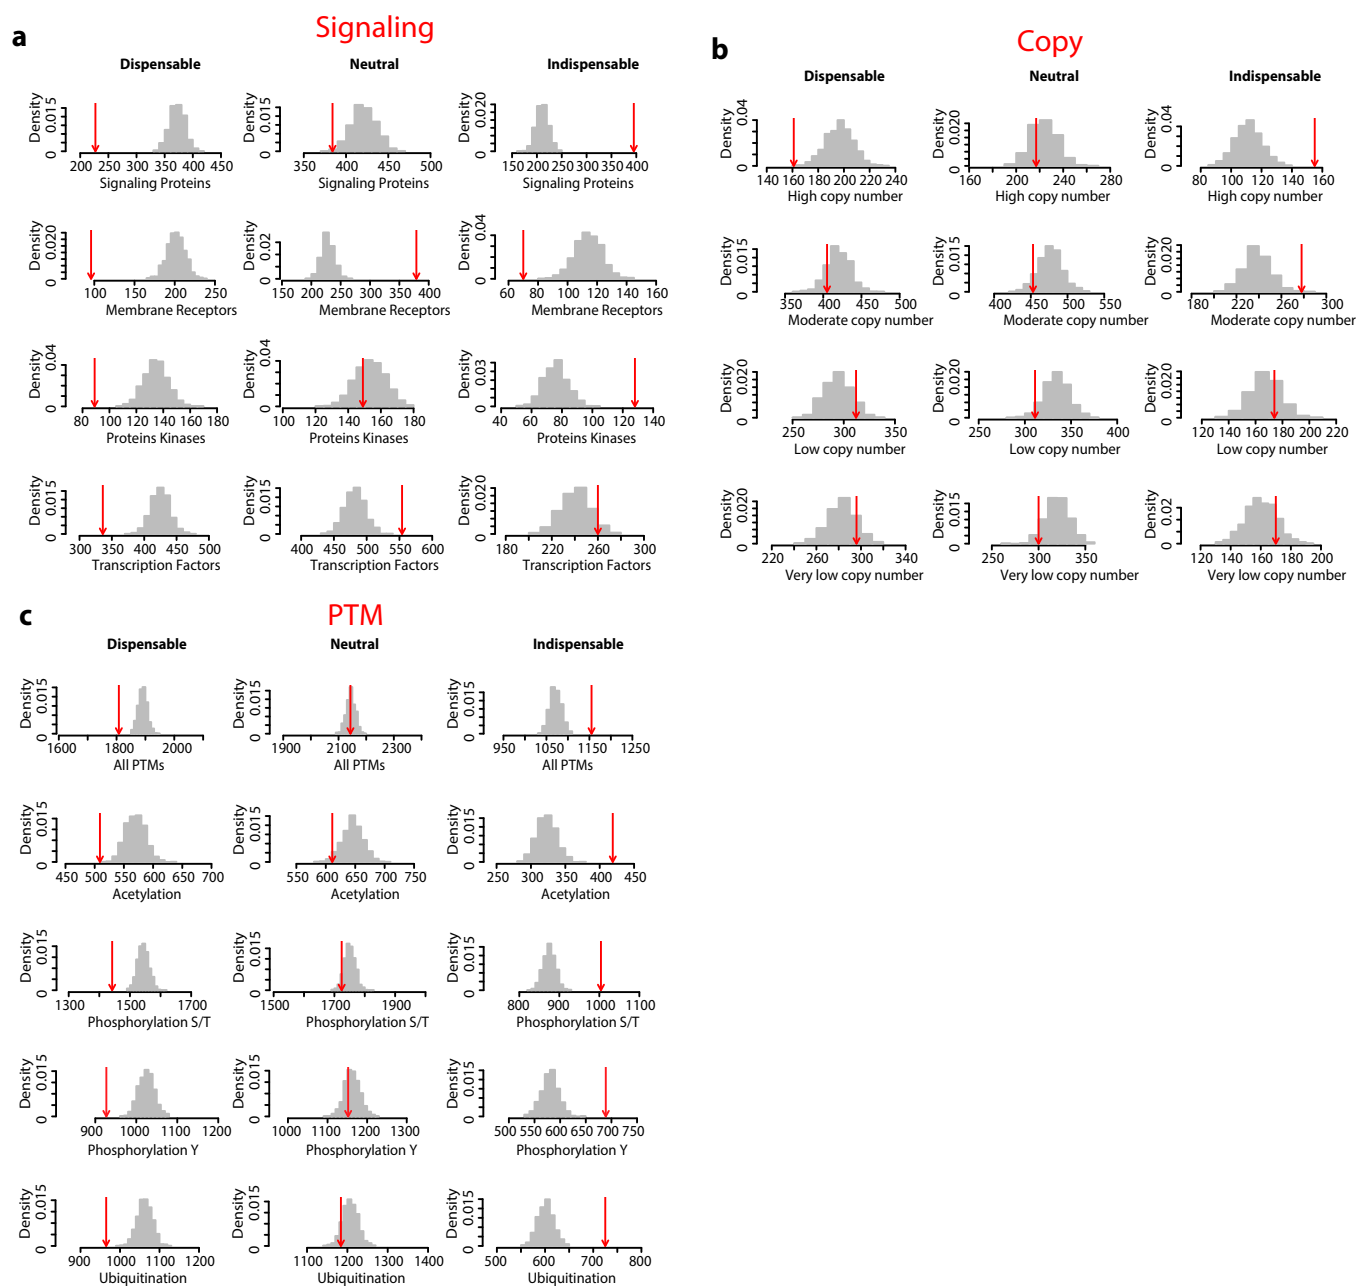 a
Signaling
Dispensable Neutral Indispensable
Density 0 0.015 200 250 300 350 400 450 Signaling Proteins
Density 0 0.015 350 400 450 500 Signaling Proteins
Density 0 0.020 150 200 300 400 Signaling Proteins
Density 0 0.020 100 150 200 250 Membrane Receptors
Density 0 0.02 150 200 250 300 350 400 Membrane Receptors
Density 0 0.04 60 80 100 120 140 160 Membrane Receptors
Density 0 0.04 80 100 120 140 160 180 Proteins Kinases
Density 0 0.04 100 120 140 160 180 Proteins Kinases
Density 0 0.03 40 60 80 100 120 140 Proteins Kinases
Density 0 0.015 300 400 500 Transcription Factors
Density 0 0.015 400 500 600 Transcription Factors
Density 0 0.020 180 220 260 300 Transcription Factors
b
Copy
Dispensable Neutral Indispensable
Density 0 0.04 140 160 180 200 220 240 High copy number
Density 0 0.020 160 200 240 280 High copy number
Density 0 0.04 80 100 120 140 160 High copy number
Density 0 0.015 350 400 450 500 Moderate copy number
Density 0 0.015 400 450 500 550 Moderate copy number
Density 0 0.020 180 220 260 300 Moderate copy number
Density 0 0.020 250 300 350 Low copy number
Density 0 0.020 250 300 350 400 Low copy number
Density 0 0.020 120 140 160 180 200 220 Low copy number
Density 0 0.020 220 260 300 340 Very low copy number
Density 0 0.015 250 300 350 Very low copy number
Density 0 0.02 120 140 160 180 200 Very low copy number
c
PTM
Dispensable Neutral Indispensable
Density 0 0.015 1600 1800 2000 All PTMs
Density 0 0.015 1900 2100 2300 All PTMs
Density 0 0.015 950 1050 1150 1250 All PTMs
Density 0 0.015 450 500 550 600 650 700 Acetylation
Density 0 0.015 550 600 650 700 750 Acetylation
Density 0 0.015 250 300 350 400 450 Acetylation
Density 0 0.015 1300 1500 1700 Phosphorylation S/T
Density 0 0.015 1500 1700 1900 Phosphorylation S/T
Density 0 0.015 800 900 1000 1100 Phosphorylation S/T
Density 0 0.015 900 1000 1100 1200 Phosphorylation Y
Density 0 0.015 1000 1100 1200 1300 Phosphorylation Y
Density 0 0.015 500 550 600 650 700 750 Phosphorylation Y
Density 0 0.015 900 1000 1100 1200 Ubiquitination
Density 0 0.015 1100 1200 1300 1400 Ubiquitination
Density 0 0.015 500 600 700 800 Ubiquitination